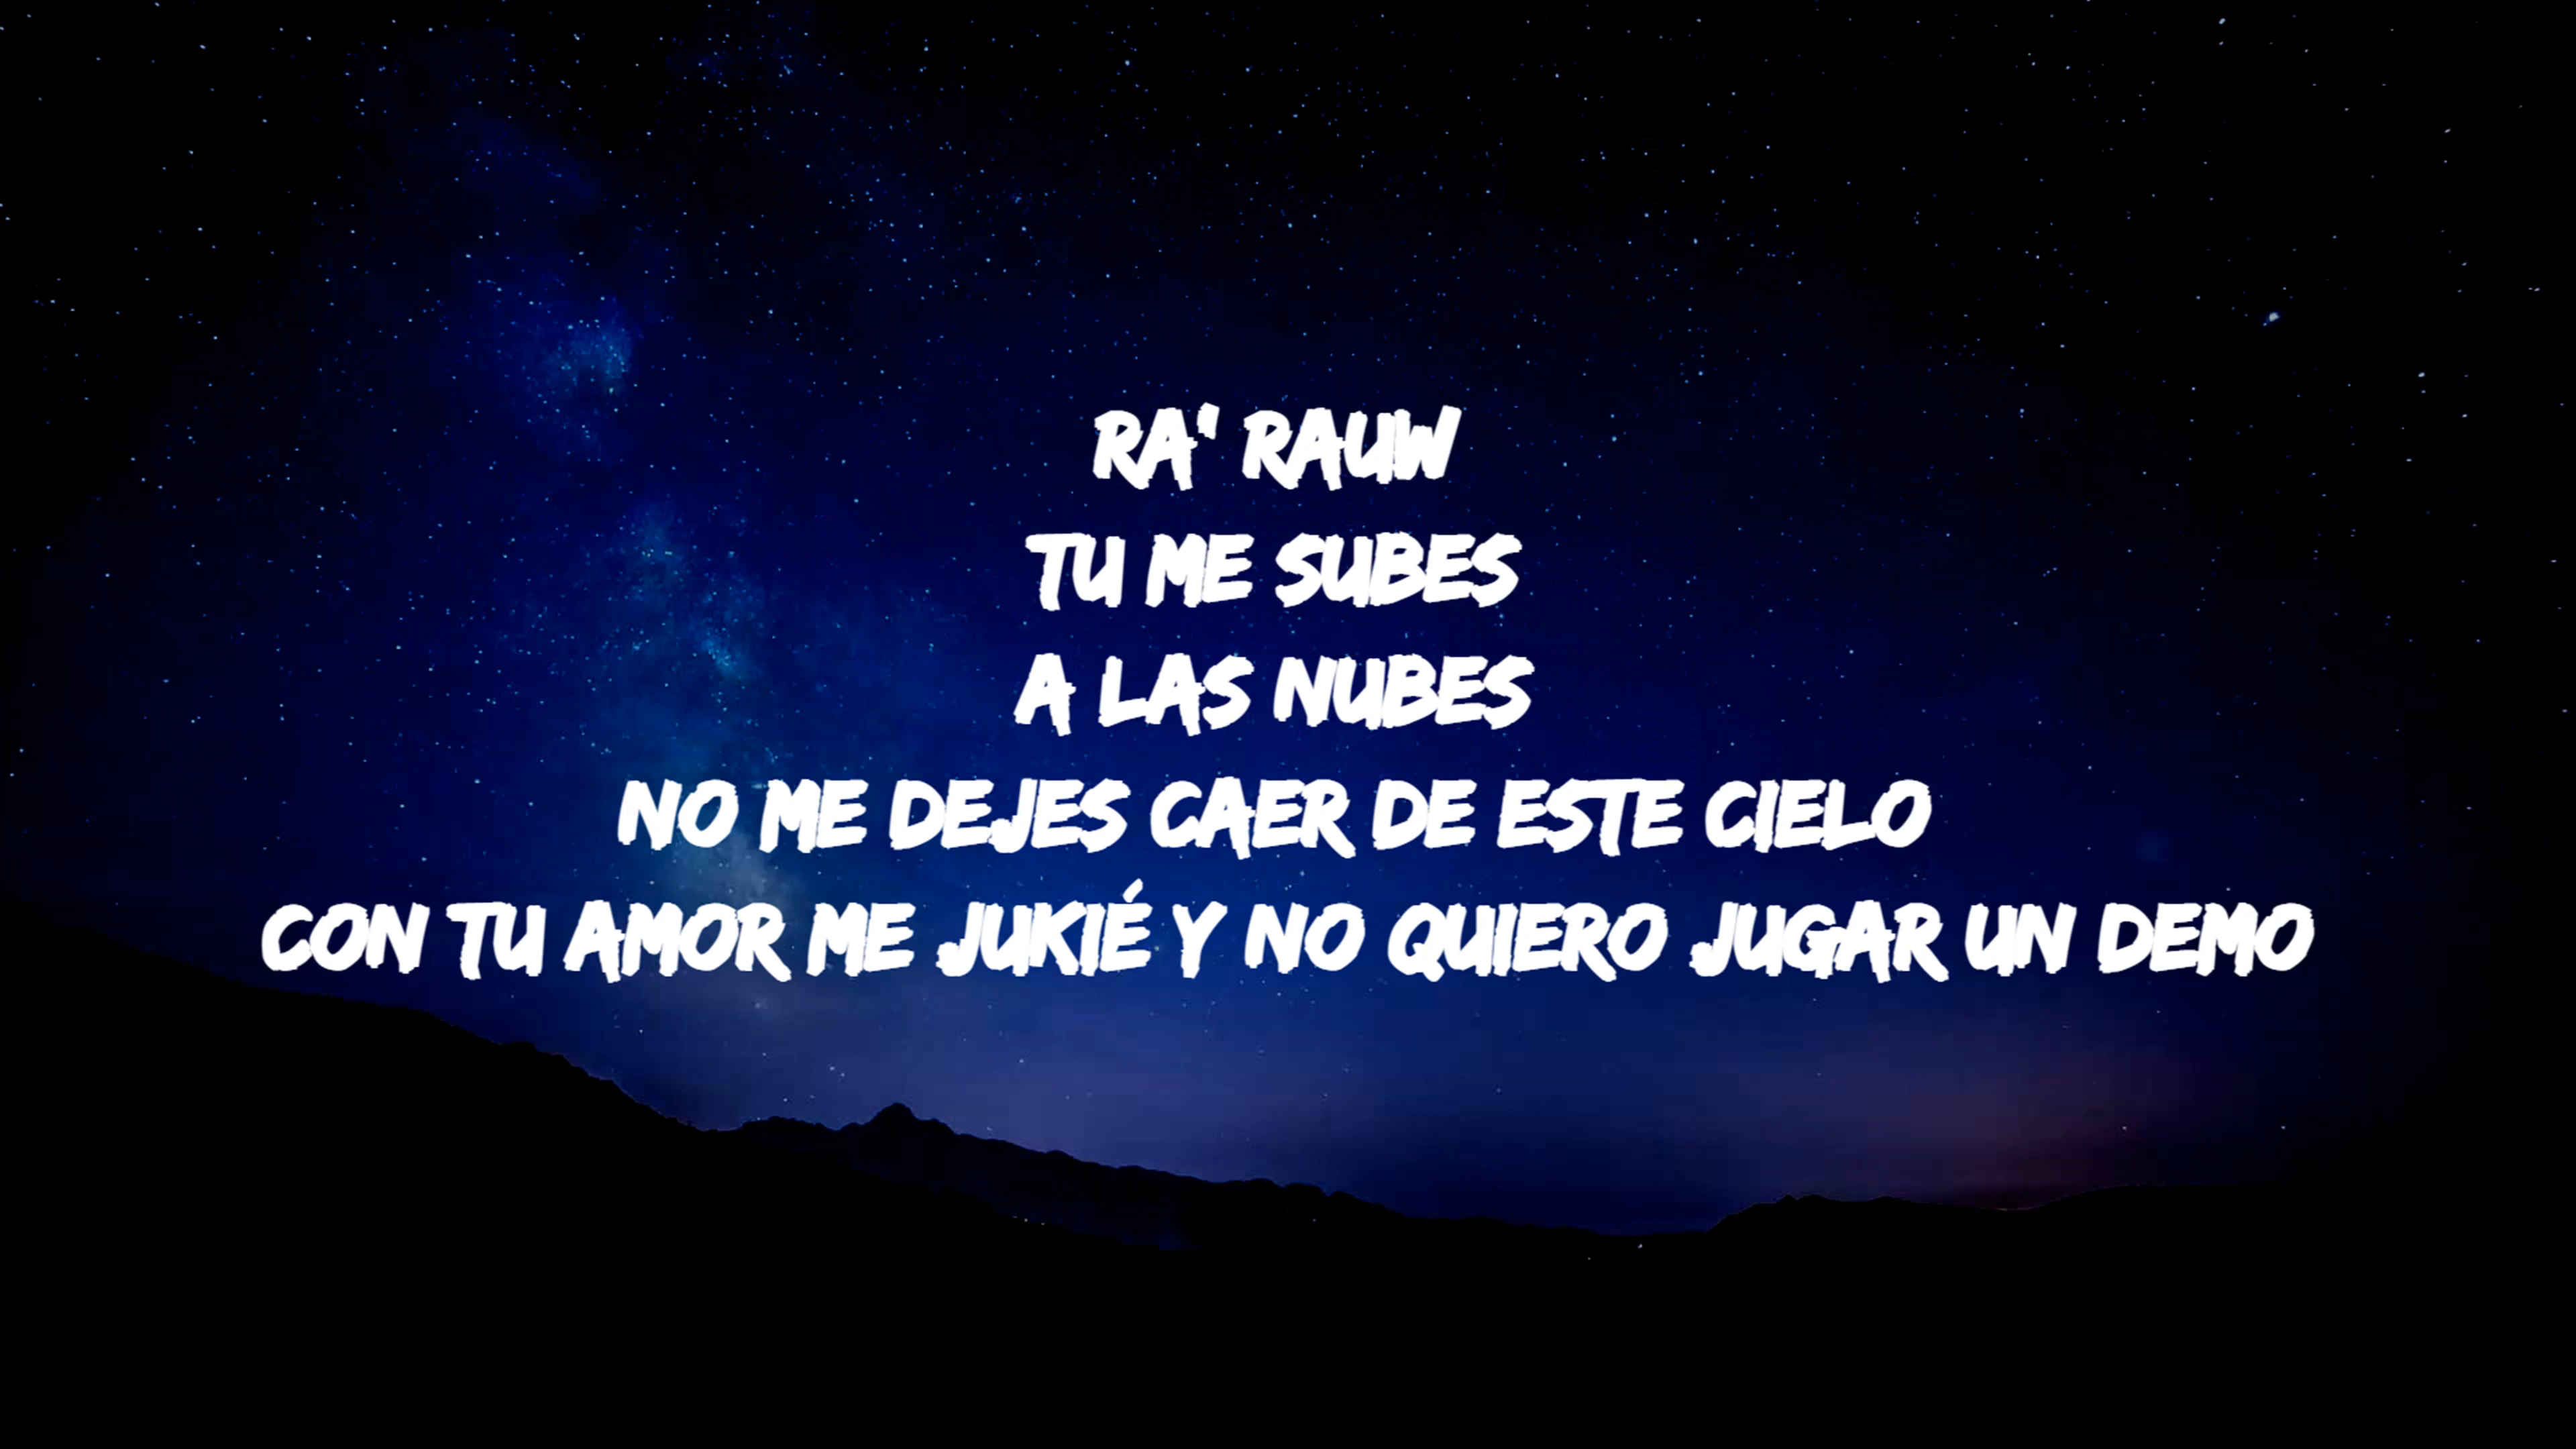 RA' RAUW
TU ME SUBES
A LAS NUBES
NO ME DEJES CAER DE ESTE CIELO
CON TU AMOR ME JUKIÉ Y NO QUIERO JUGAR UN DEMO